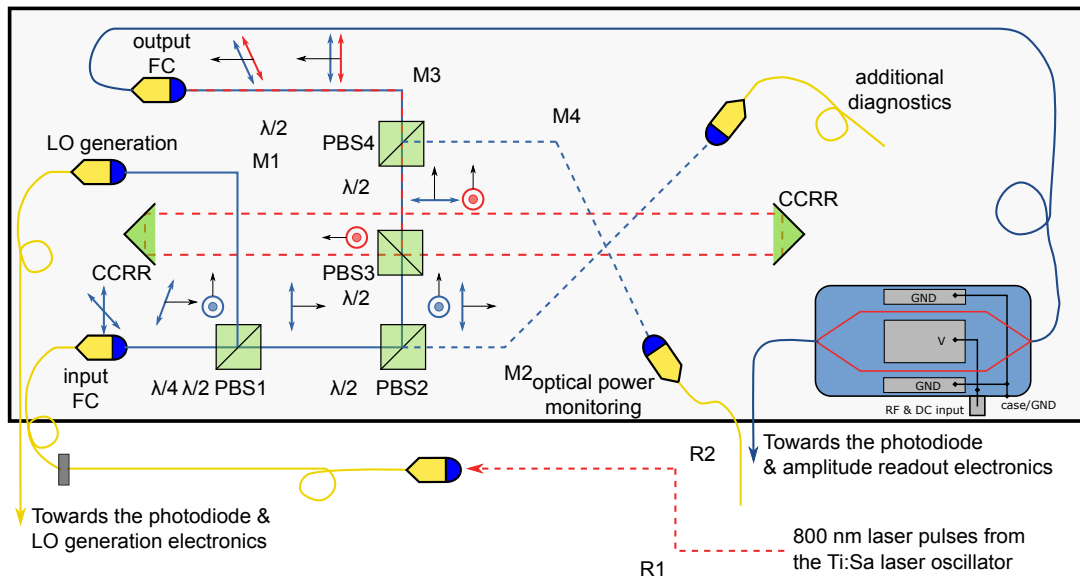 output
FC
M3
additional
diagnostics
λ/2
M4
LO generation
M1
PBS4
λ/2
CCRR
CCRR
PBS3
λ/2
GND
V
GND
input
FC
λ/4 λ/2 PBS1
λ/2
PBS2
M2
optical power
monitoring
RF & DC input
case/GND
Towards the photodiode
& amplitude readout electronics
R2
Towards the photodiode &
LO generation electronics
800 nm laser pulses from
the Ti:Sa laser oscillator
R1